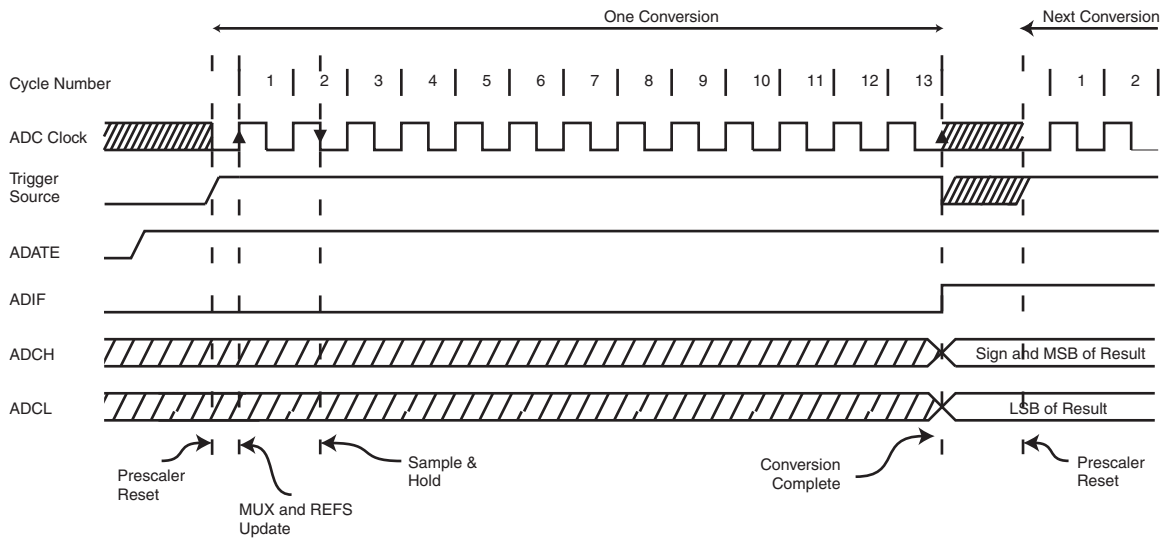 One Conversion
Next Conversion
Cycle Number
1 2 3 4 5 6 7 8 9 10 11 12 13 1 2
ADC Clock
Trigger
Source
ADATE
ADIF
ADCH
Sign and MSB of Result
ADCL
LSB of Result
Prescaler
Reset
MUX and REFS
Update
Sample &
Hold
Conversion
Complete
Prescaler
Reset